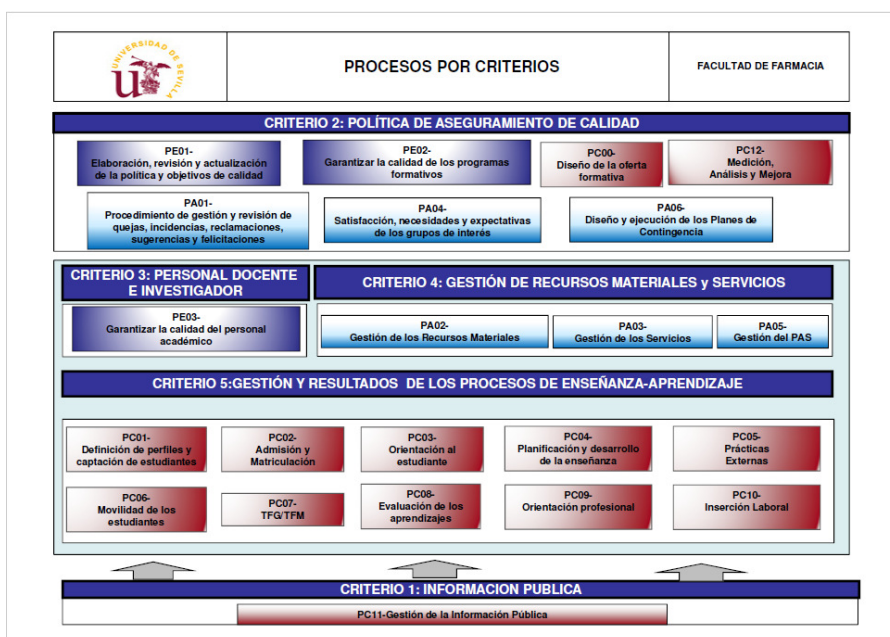 UNIVERSIDAD DE SEVILLA
PROCESOS POR CRITERIOS
FACULTAD DE FARMACIA
CRITERIO 2: POLÍTICA DE ASEGURAMIENTO DE CALIDAD
PE01-
Elaboración, revisión y actualización
de la política y objetivos de calidad
PE02-
Garantizar la calidad de los programas
formativos
PC00-
Diseño de la oferta
formativa
PC12-
Medición,
Análisis y Mejora
PA01-
Procedimiento de gestión y revisión de
quejas, incidencias, reclamaciones,
sugerencias y felicitaciones
PA04-
Satisfacción, necesidades y expectativas
de los grupos de interés
PA06-
Diseño y ejecución de los Planes de
Contingencia
CRITERIO 3: PERSONAL DOCENTE
E INVESTIGADOR
CRITERIO 4: GESTIÓN DE RECURSOS MATERIALES y SERVICIOS
PE03-
Garantizar la calidad del personal
académico
PA02-
Gestión de los Recursos Materiales
PA03-
Gestión de los Servicios
PA05-
Gestión del PAS
CRITERIO 5:GESTIÓN Y RESULTADOS DE LOS PROCESOS DE ENSEÑANZA-APRENDIZAJE
PC01-
Definición de perfiles y
captación de estudiantes
PC02-
Admisión y
Matriculación
PC03-
Orientación al
estudiante
PC04-
Planificación y desarrollo
de la enseñanza
PC05-
Prácticas
Externas
PC06-
Movilidad de los
estudiantes
PC07-
TFG/TFM
PC08-
Evaluación de los
aprendizajes
PC09-
Orientación profesional
PC10-
Inserción Laboral
CRITERIO 1: INFORMACION PUBLICA
PC11-Gestión de la Información Pública